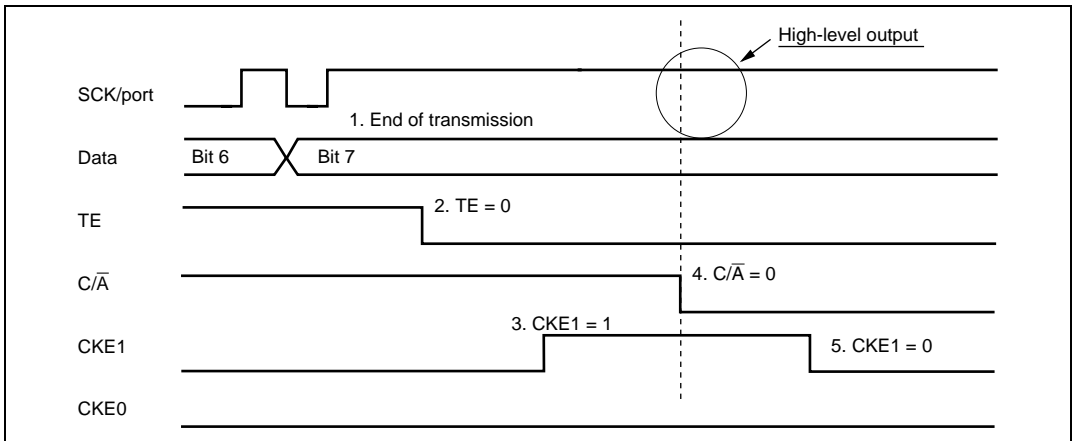 High-level output
SCK/port
1. End of transmission
Data
Bit 6
Bit 7
TE
2. TE = 0
C/A̅
4. C/A̅ = 0
3. CKE1 = 1
CKE1
5. CKE1 = 0
CKE0